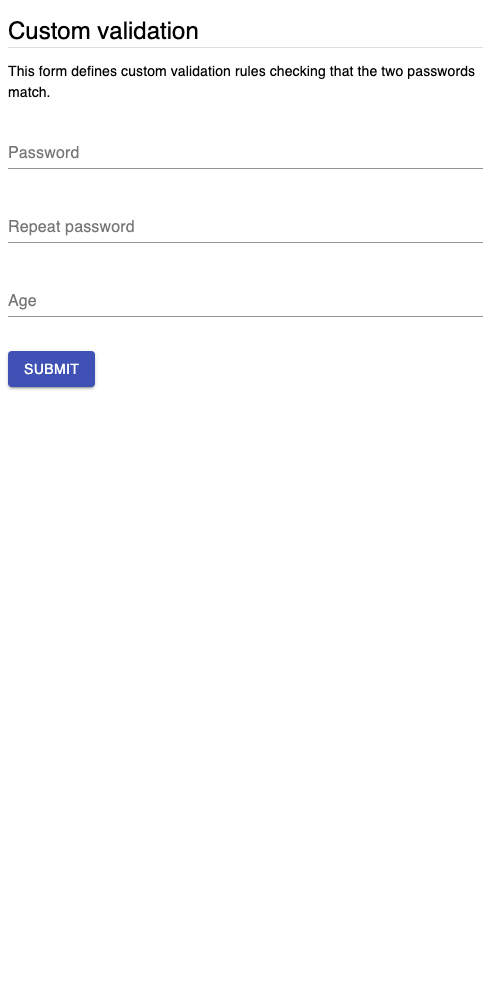 Custom validation
This form defines custom validation rules checking that the two passwords
match.
Password
Repeat password
Age
SUBMIT